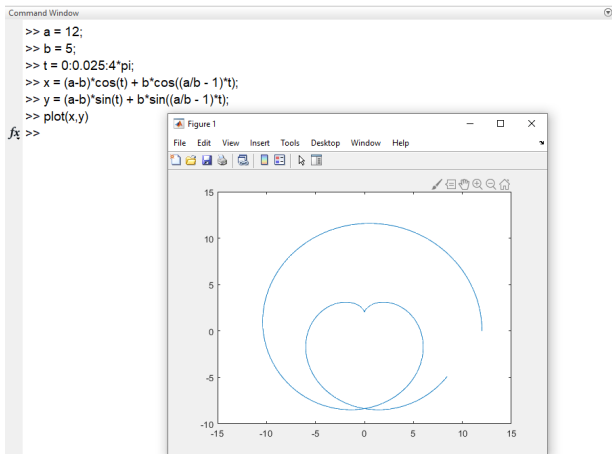 Command Window
>> a = 12;
>> b = 5;
>> t = 0:0.025:4*pi;
>> x = (a-b)*cos(t) + b*cos((a/b - 1)*t);
>> y = (a-b)*sin(t) + b*sin((a/b - 1)*t);
>> plot(x,y)
fx >>
Figure 1
File Edit View Insert Tools Desktop Window Help
15
10
5
0
-5
-10
-15 -10 -5 0 5 10 15